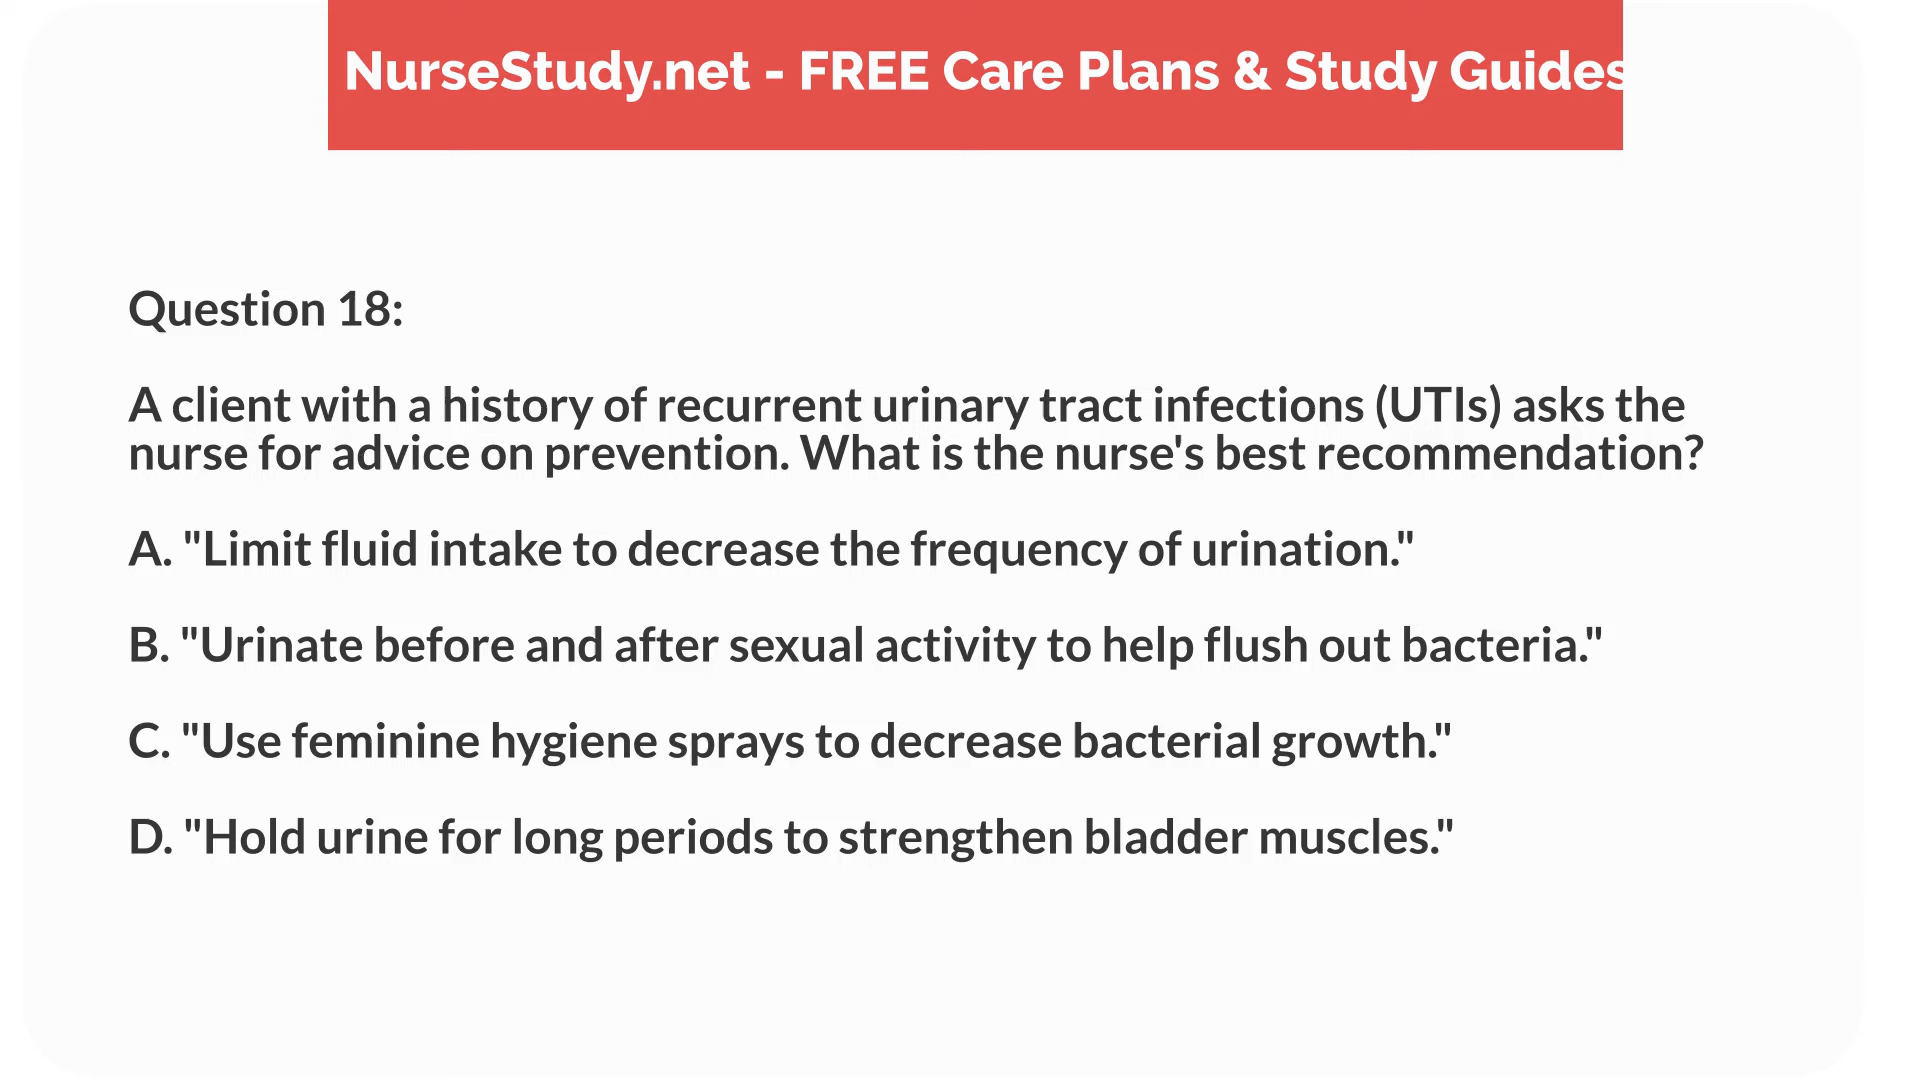 NurseStudy.net - FREE Care Plans & Study Guides
Question 18:
A client with a history of recurrent urinary tract infections (UTIs) asks the
nurse for advice on prevention. What is the nurse's best recommendation?
A. "Limit fluid intake to decrease the frequency of urination."
B. "Urinate before and after sexual activity to help flush out bacteria."
C. "Use feminine hygiene sprays to decrease bacterial growth."
D. "Hold urine for long periods to strengthen bladder muscles."